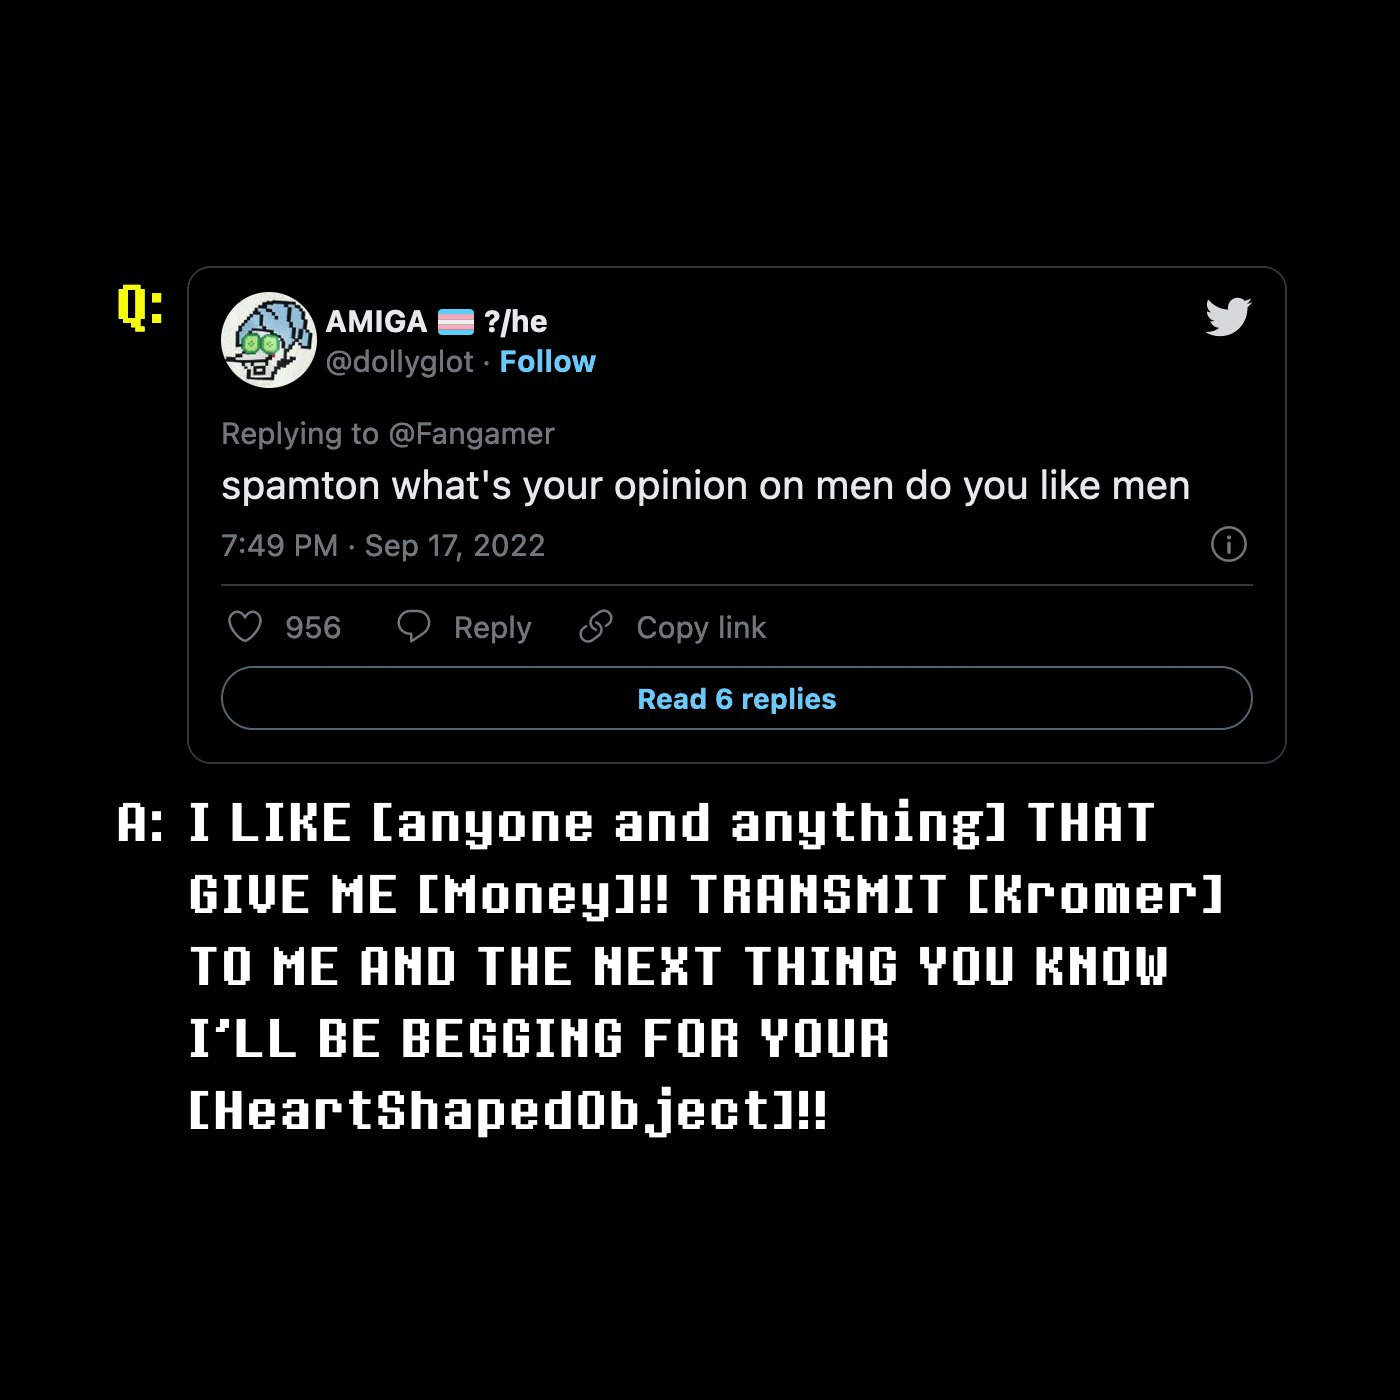 Q:
AMIGA ?/he
@dollyglot · Follow
Replying to @Fangamer
spamton what's your opinion on men do you like men
7:49 PM · Sep 17, 2022
956 Reply Copy link
Read 6 replies
A: I LIKE [anyone and anything] THAT
GIVE ME [Money]!! TRANSMIT [Kromer]
TO ME AND THE NEXT THING YOU KNOW
I’LL BE BEGGING FOR YOUR
[HeartShapedObject]!!